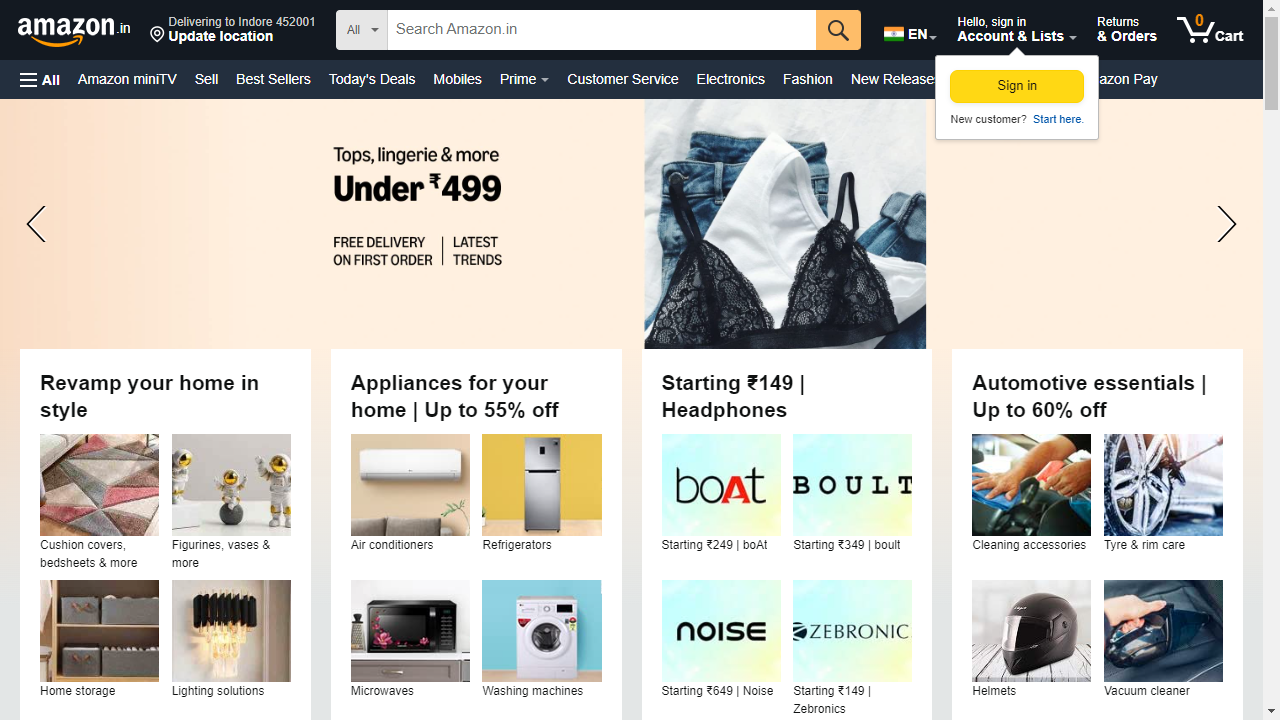 amazon.in
Delivering to Indore 452001
Update location
All
Search Amazon.in
EN
Hello, sign in
Account & Lists
Returns
& Orders
0
Cart
All
Amazon miniTV
Sell
Best Sellers
Today's Deals
Mobiles
Prime
Customer Service
Electronics
Fashion
New Releases
azon Pay
Sign in
New customer? Start here.
Tops, lingerie & more
Under ₹499
FREE DELIVERY
ON FIRST ORDER
LATEST
TRENDS
Revamp your home in
style
Cushion covers,
bedsheets & more
Figurines, vases &
more
Home storage
Lighting solutions
Appliances for your
home | Up to 55% off
Air conditioners
Refrigerators
Microwaves
Washing machines
Starting ₹149 |
Headphones
boAt
BOULT
Starting ₹249 | boAt
Starting ₹349 | boult
NOISE
ZEBRONIC
Starting ₹649 | Noise
Starting ₹149 |
Zebronics
Automotive essentials |
Up to 60% off
Cleaning accessories
Tyre & rim care
Helmets
Vacuum cleaner